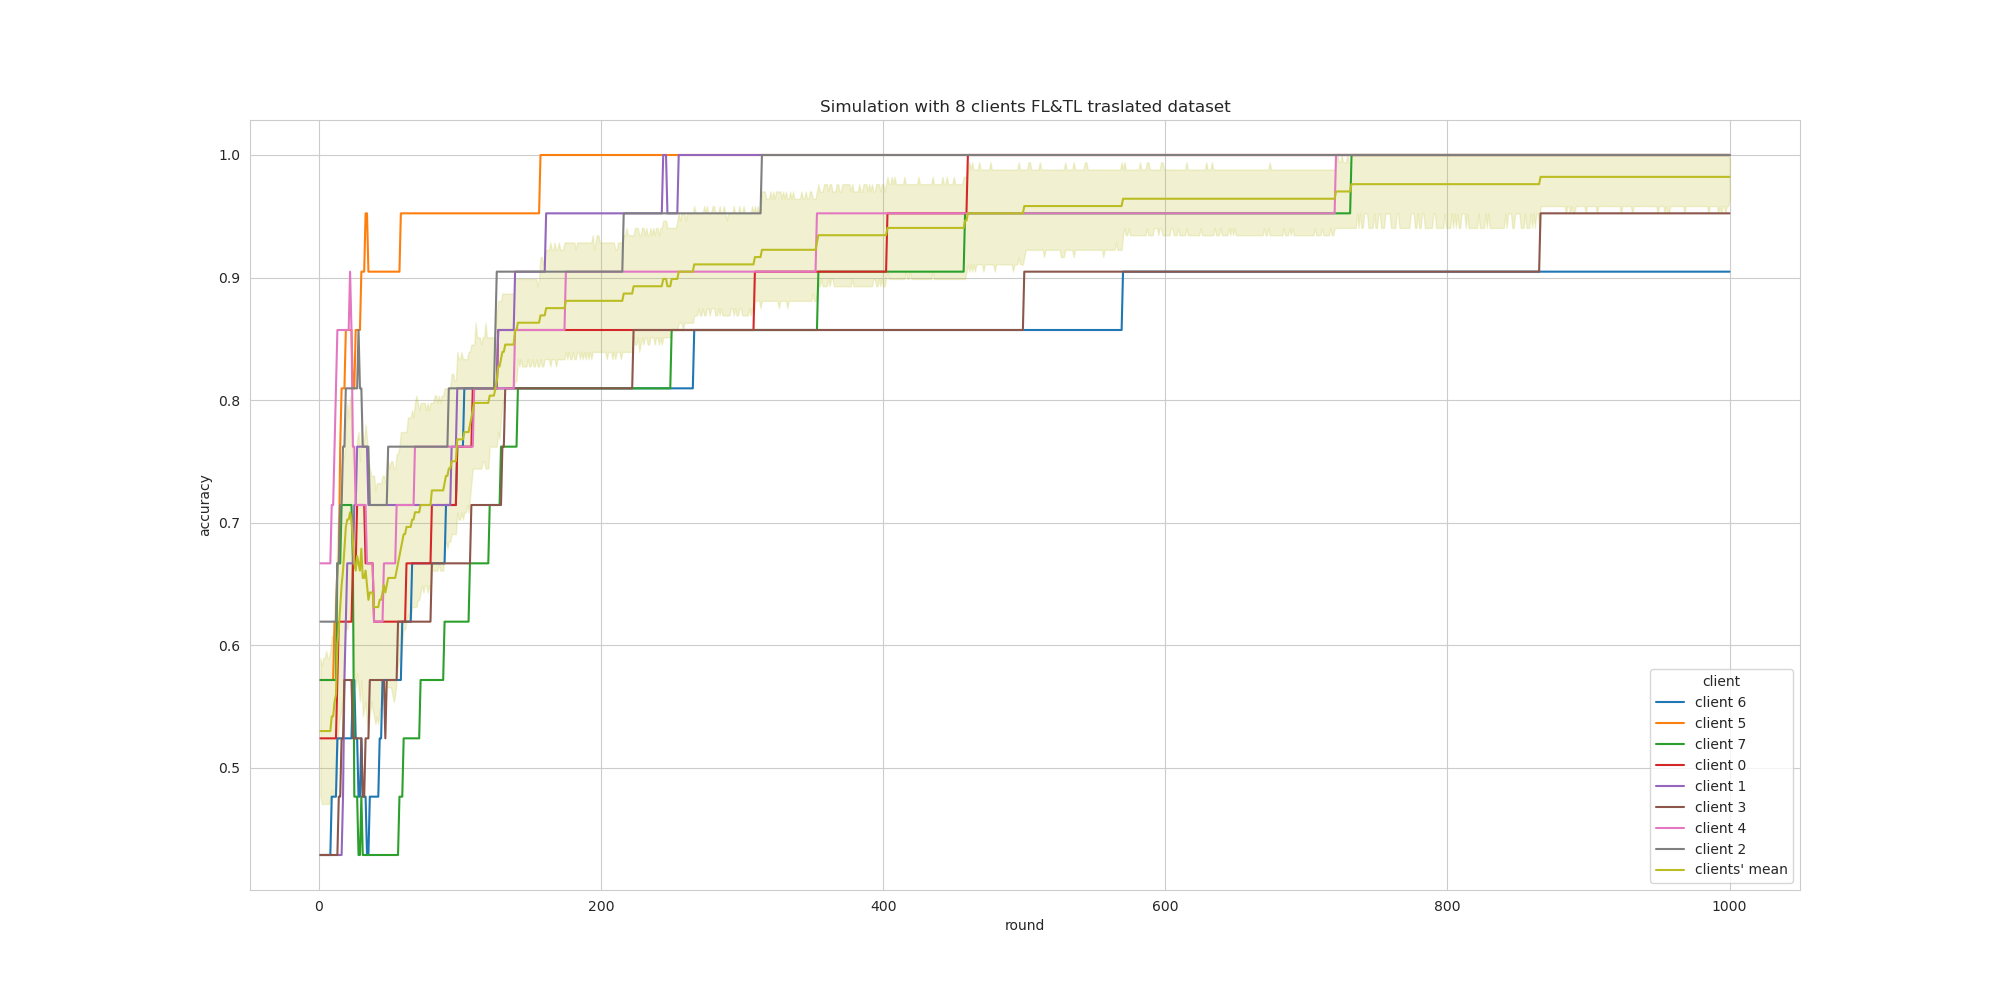 Simulation with 8 clients FL&TL traslated dataset
accuracy
1.0
0.9
0.8
0.7
0.6
0.5
0
200
400
600
800
1000
round
client
client 6
client 5
client 7
client 0
client 1
client 3
client 4
client 2
clients' mean